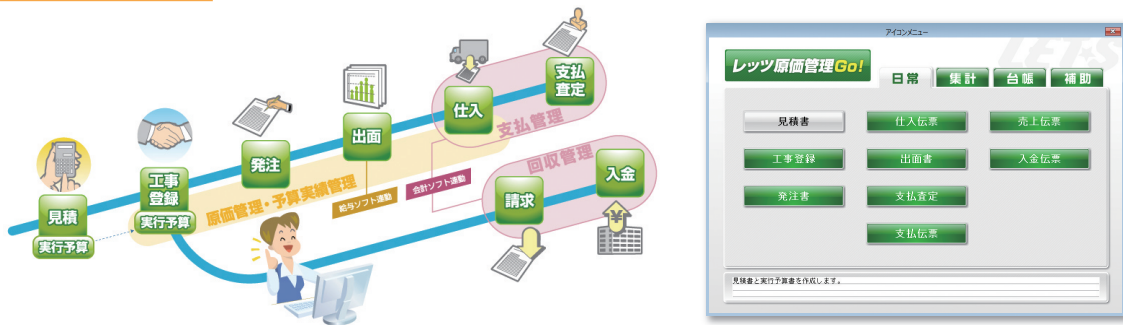 見積
実行予算
工事
登録
実行予算
発注
出面
仕入
支払
査定
支払管理
原価管理・予算実績管理
給与ソフト連動
会計ソフト連動
回収管理
請求
入金
¥
アイコンメニュー
LETS
レッツ原価管理Go!
日常
集計
台帳
補助
見積書
仕入伝票
売上伝票
工事登録
出面書
入金伝票
発注書
支払査定
支払伝票
見積書と実行予算書を作成します。